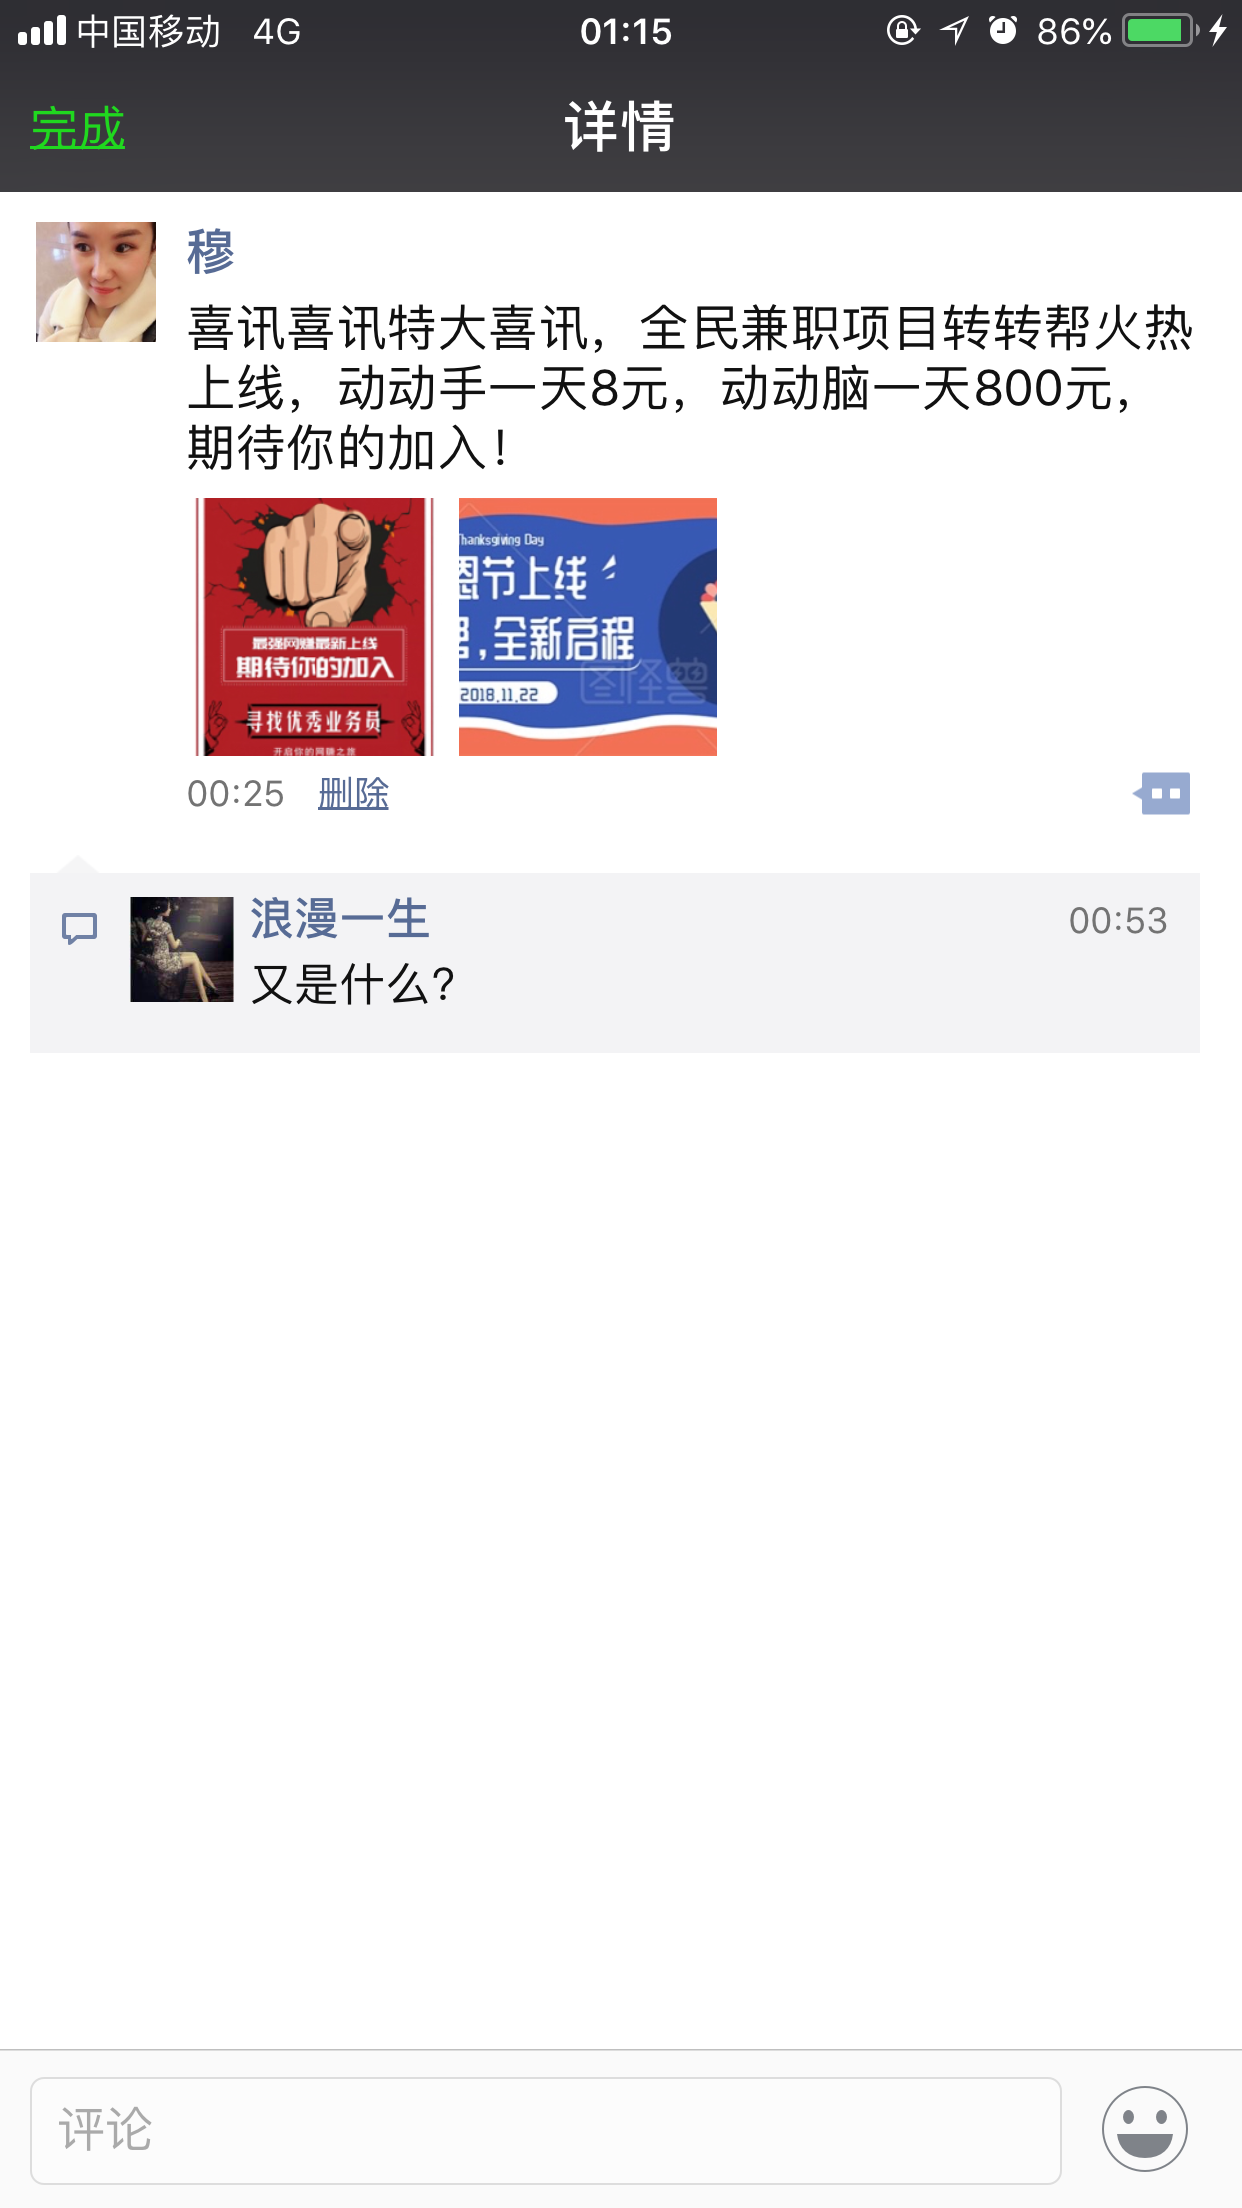 中国移动 4G 01:15 86%
完成 详情
穆
喜讯喜讯特大喜讯，全民兼职项目转转帮火热
上线，动动手一天8元，动动脑一天800元，
期待你的加入！
最强网赚最新上线
期待你的加入
寻找优秀业务员
开启你的网赚之旅
Thanksgiving Day
恩节上线
,全新启程
2018.11.22
图怪兽
00:25 删除
浪漫一生 00:53
又是什么?
评论